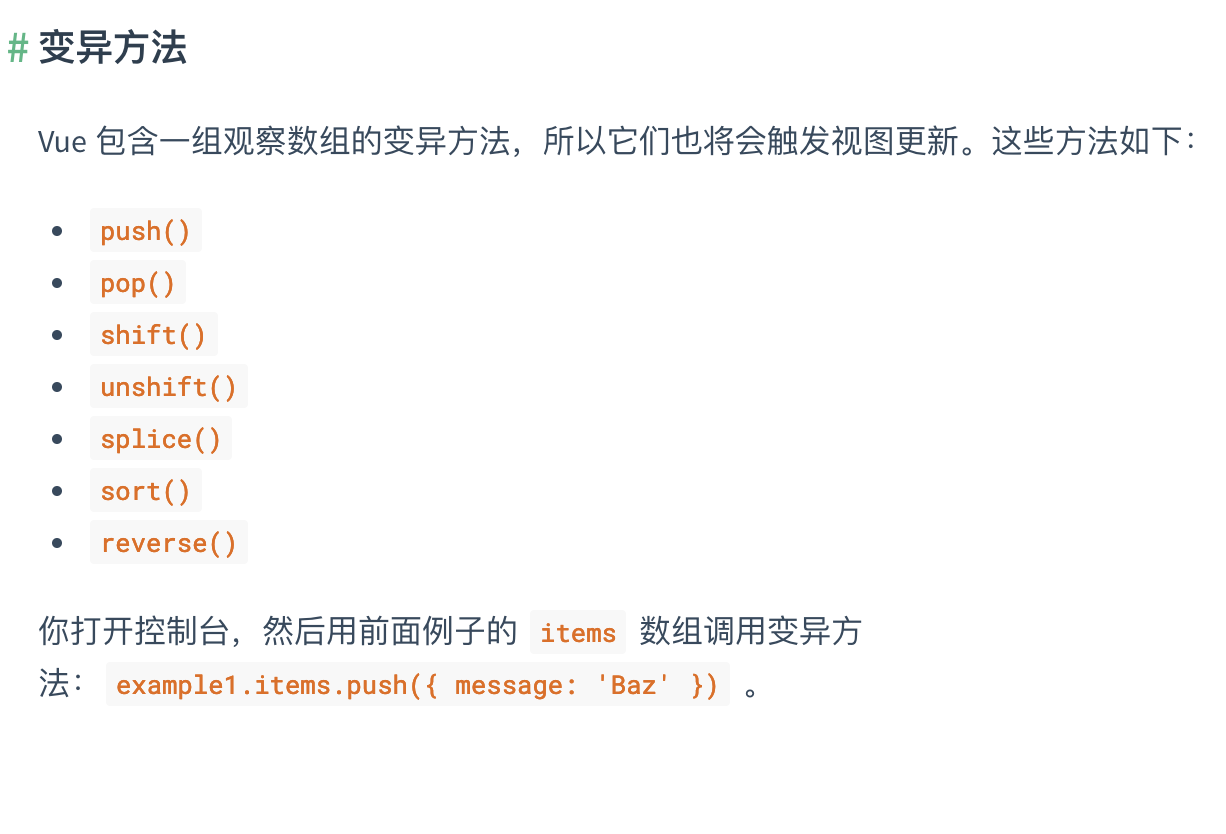 # 变异方法
Vue 包含一组观察数组的变异方法，所以它们也将会触发视图更新。这些方法如下：
• push()
• pop()
• shift()
• unshift()
• splice()
• sort()
• reverse()
你打开控制台，然后用前面例子的 items 数组调用变异方
法： example1.items.push({ message: 'Baz' }) 。